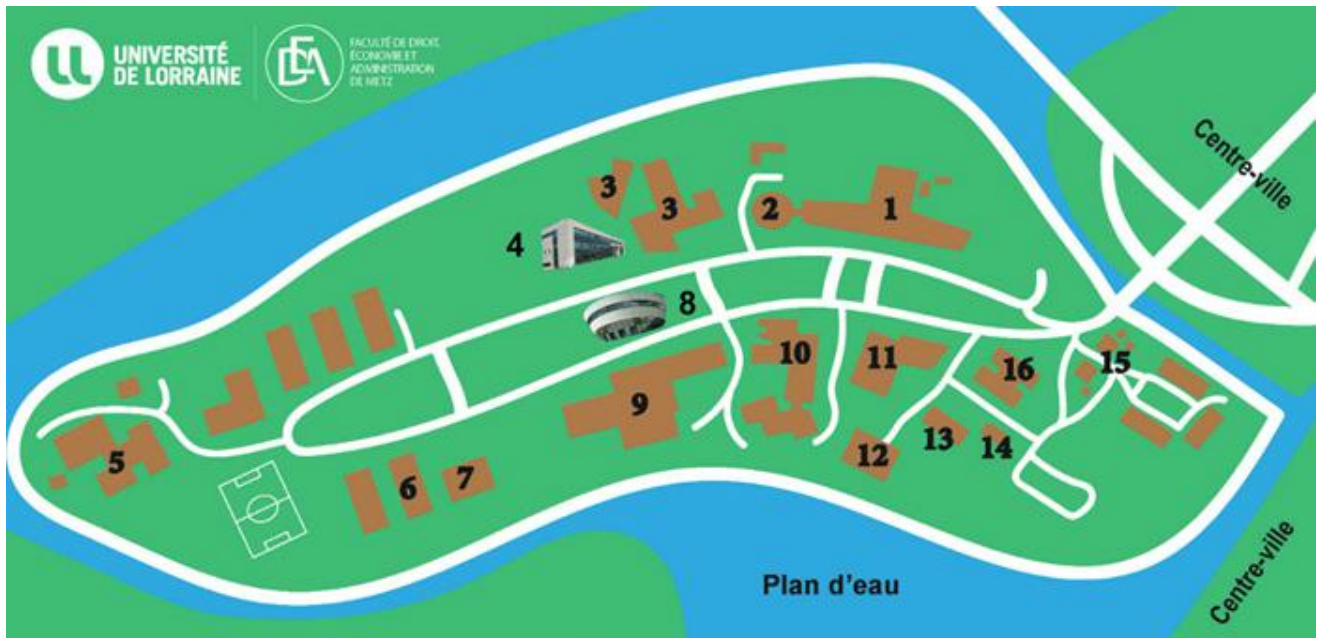 UNIVERSITÉ
DE LORRAINE
DEA
FACULTÉ DE DROIT,
ÉCONOMIE ET
ADMINISTRATION
DE METZ
Centre-ville
3
3
2
1
4
8
10
11
16
15
9
5
6
7
12
13
14
Plan d'eau
Centre-ville